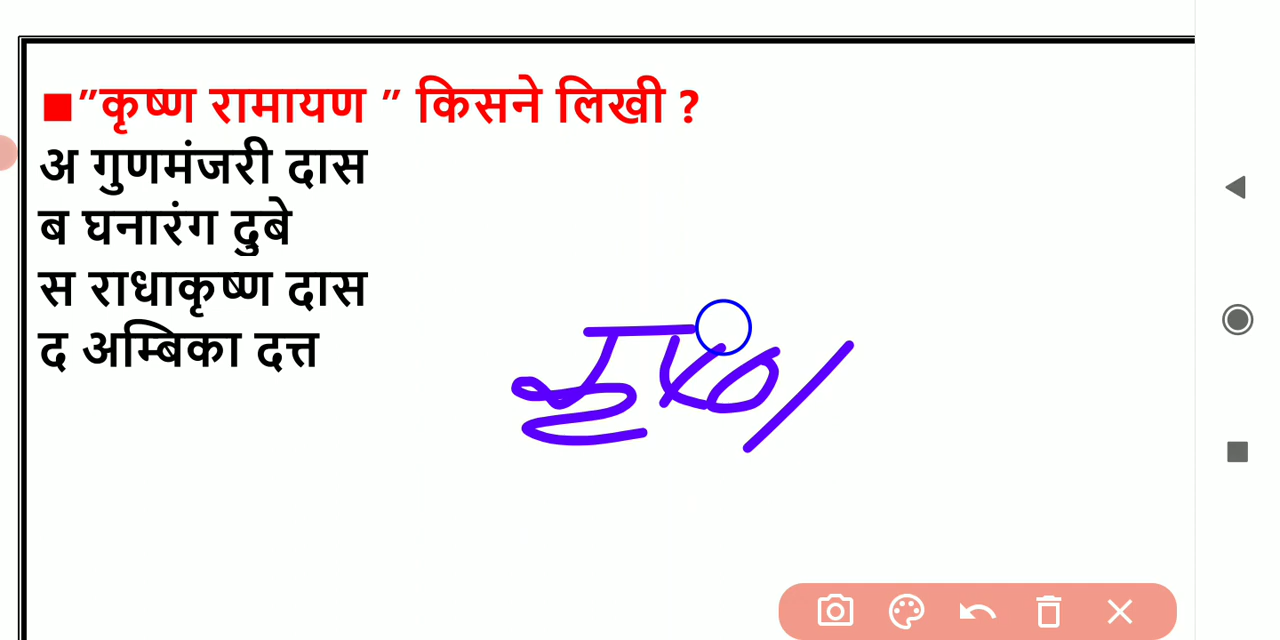 ■"कृष्ण रामायण " किसने लिखी ?
अ गुणमंजरी दास
ब घनारंग दुबे
स राधाकृष्ण दास
द अम्बिका दत्त
कृष्ण